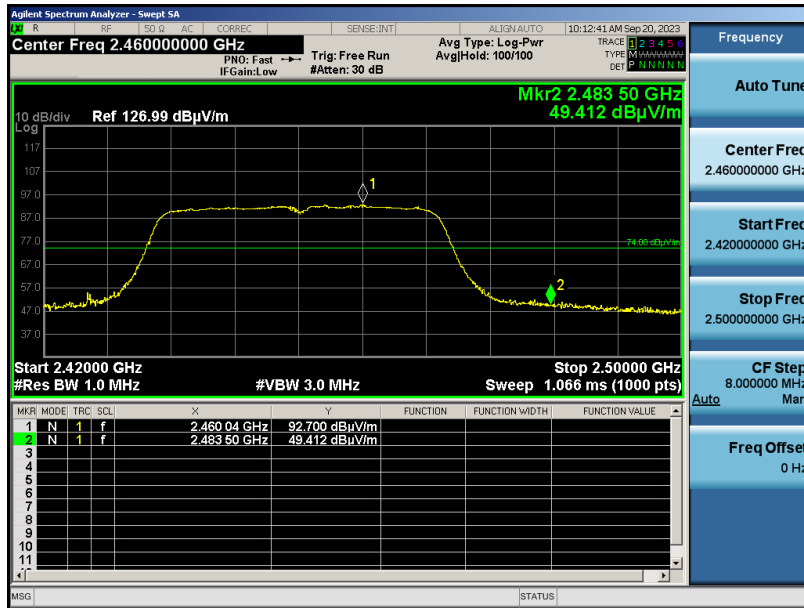 Agilent Spectrum Analyzer - Swept SA
LXI R RF 50 Ω AC CORREC SENSE:INT ALIGN AUTO 10:12:41 AM Sep 20, 2023
Center Freq 2.460000000 GHz
PNO: Fast
IFGain:Low
Trig: Free Run
#Atten: 30 dB
Avg Type: Log-Pwr
Avg|Hold: 100/100
TRACE 1 2 3 4 5 6
TYPE M
DET P N N N N N
Mkr2 2.483 50 GHz
49.412 dBµV/m
10 dB/div Ref 126.99 dBµV/m
Log
117
107
97.0
87.0
77.0
67.0
57.0
47.0
37.0
1
2
74.00 dBµV/m
Start 2.42000 GHz Stop 2.50000 GHz
#Res BW 1.0 MHz #VBW 3.0 MHz Sweep 1.066 ms (1000 pts)
MKR MODE TRC SCL X Y FUNCTION FUNCTION WIDTH FUNCTION VALUE
1 N 1 f 2.460 04 GHz 92.700 dBµV/m
2 N 1 f 2.483 50 GHz 49.412 dBµV/m
3
4
5
6
7
8
9
10
11
MSG STATUS
Frequency
Auto Tune
Center Freq
2.460000000 GHz
Start Freq
2.420000000 GHz
Stop Freq
2.500000000 GHz
CF Step
8.000000 MHz
Auto Man
Freq Offset
0 Hz